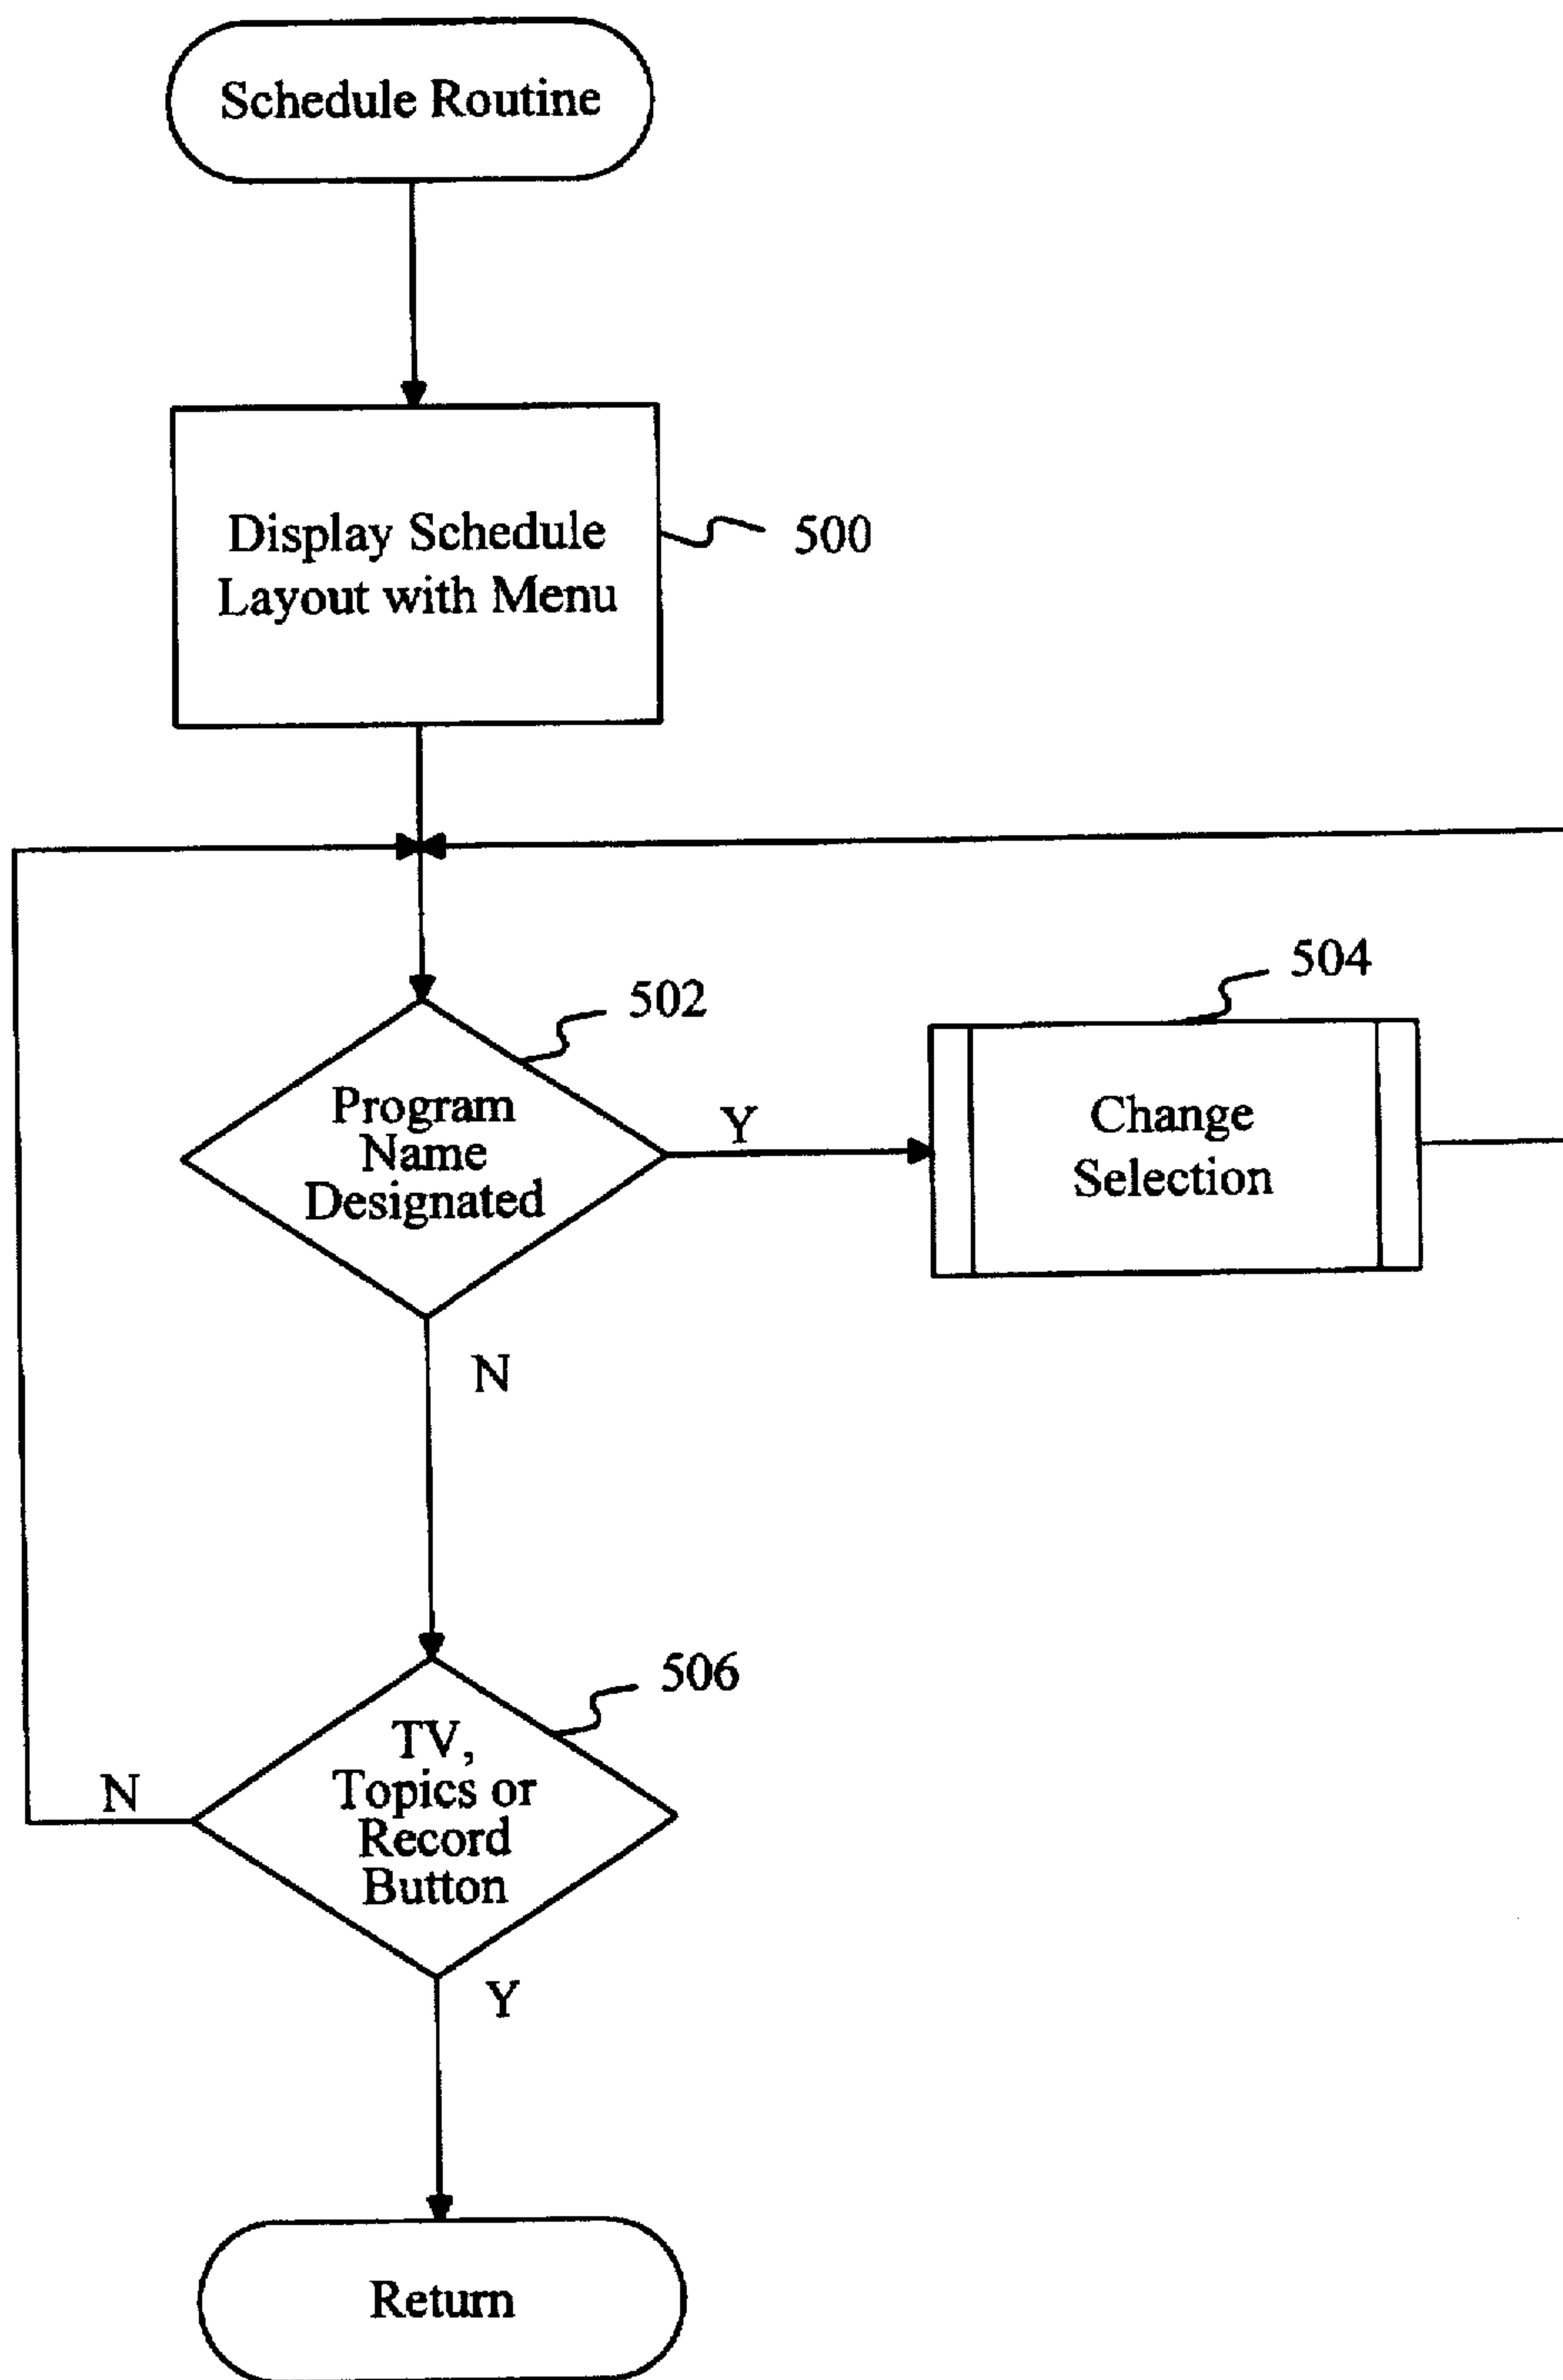 Schedule Routine
Display Schedule
Layout with Menu
500
502
504
Program
Name
Designated
Y
Change
Selection
N
506
TV,
Topics or
Record
Button
N
Y
Return